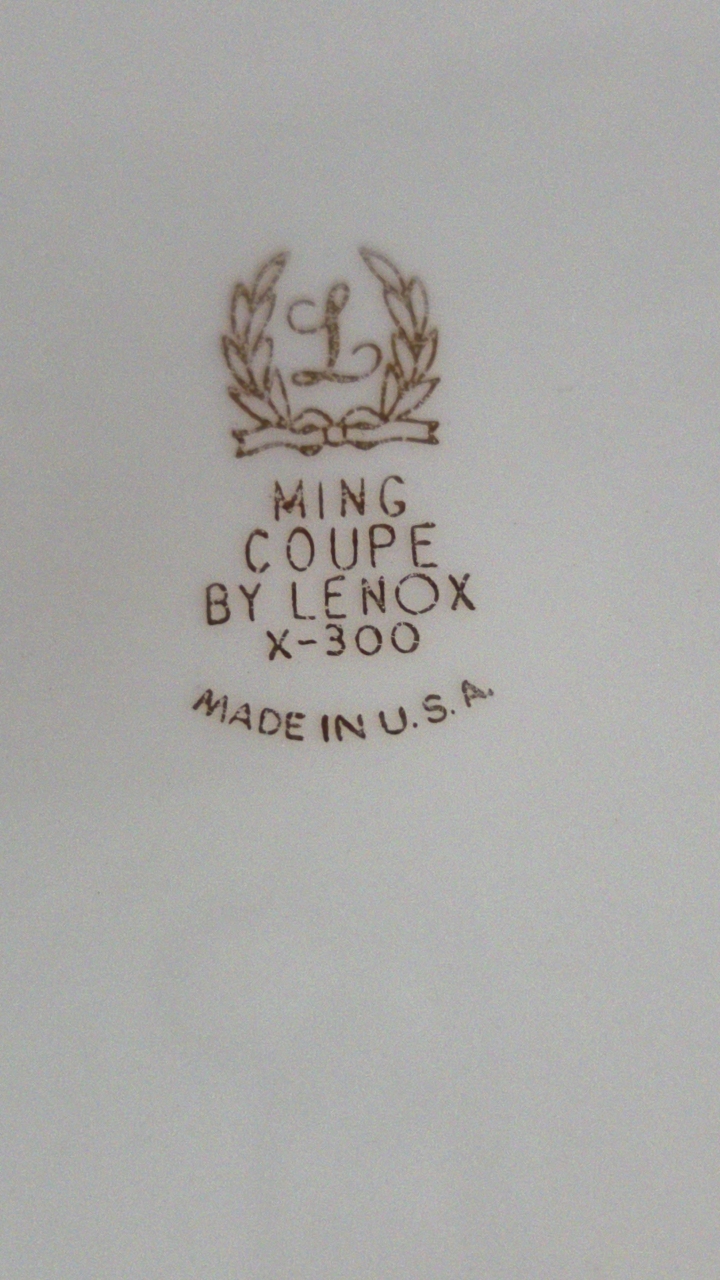 L
MING
COUPE
BY LENOX
X-300
MADE IN U.S.A.